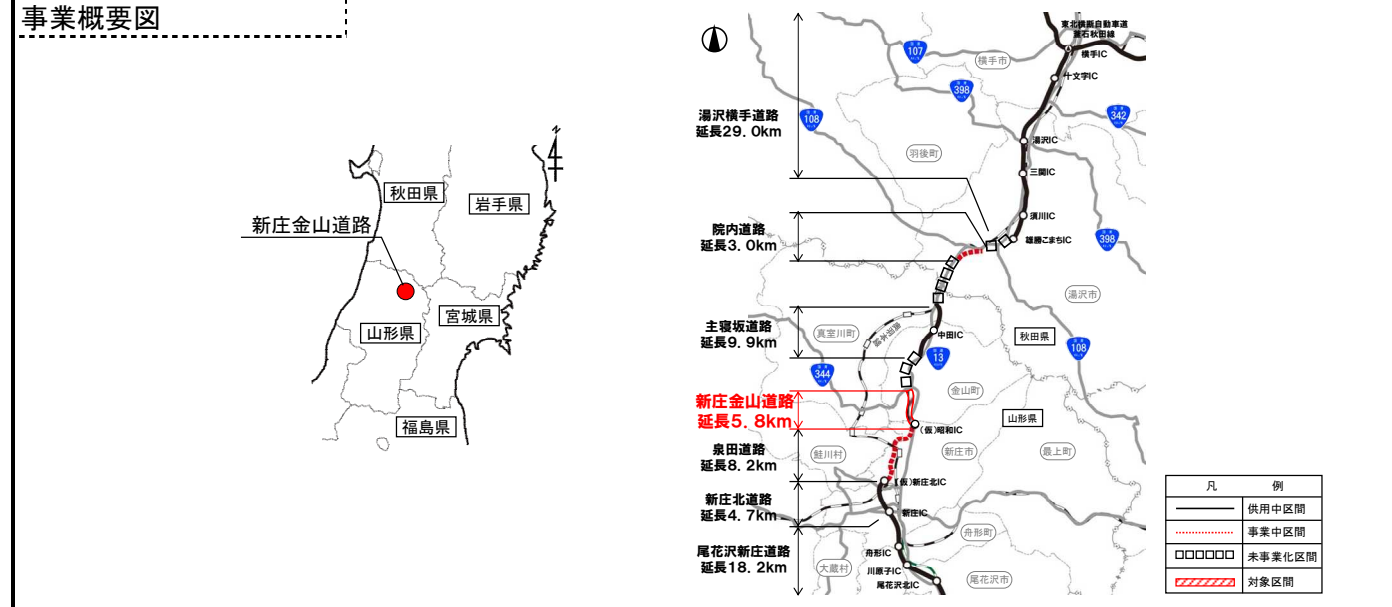 事業概要図
N
新庄金山道路
秋田県
岩手県
宮城県
山形県
福島県
湯沢横手道路
延長29.0km
院内道路
延長3.0km
主寝坂道路
延長9.9km
新庄金山道路
延長5.8km
泉田道路
延長8.2km
新庄北道路
延長4.7km
尾花沢新庄道路
延長18.2km
東北横断自動車道
釜石秋田線
横手IC
十文字IC
湯沢IC
三関IC
須川IC
雄勝こまちIC
中田IC
(仮)昭和IC
(仮)新庄北IC
新庄IC
舟形IC
川原子IC
尾花沢北IC
107
398
108
342
398
108
13
344
横手市
羽後町
湯沢市
真室川町
奥羽本線
秋田県
金山町
山形県
鮭川村
新庄市
最上町
舟形町
大蔵村
尾花沢市
凡 例
供用中区間
事業中区間
未事業化区間
対象区間